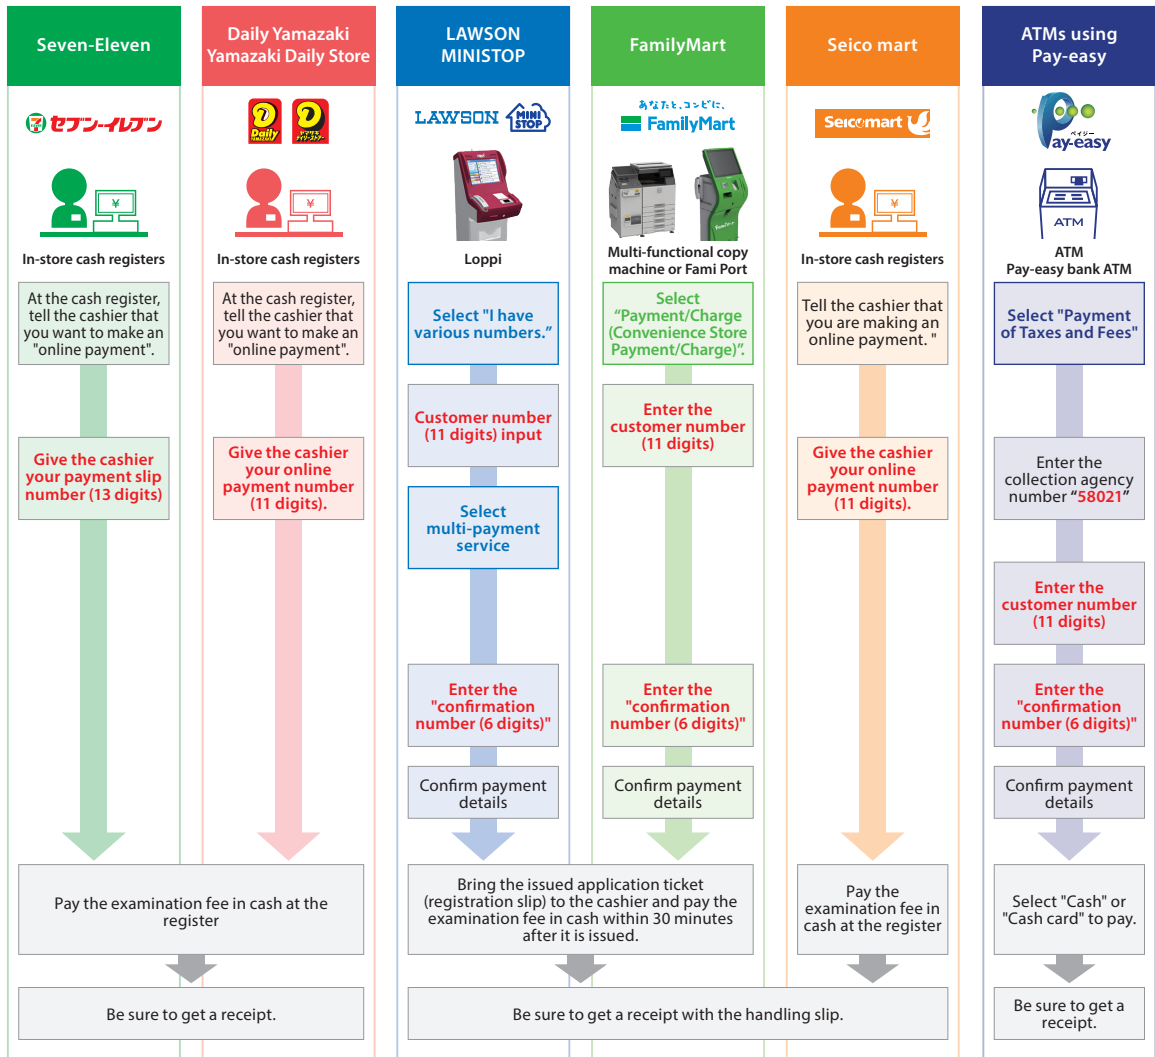 Seven-Eleven
Daily Yamazaki
Yamazaki Daily Store
LAWSON
MINISTOP
FamilyMart
Seico mart
ATMs using
Pay-easy
セブン-イレブン
Daily
YAMAZAKI
ヤマザキ
デイリーストアー
LAWSON
MINI
STOP
あなたと、コンビに、
FamilyMart
Seicomart
ペイジー
Pay-easy
¥
¥
¥
ATM
In-store cash registers
In-store cash registers
Loppi
Multi-functional copy
machine or Fami Port
In-store cash registers
ATM
Pay-easy bank ATM
At the cash register,
tell the cashier that
you want to make an
"online payment".
At the cash register,
tell the cashier that
you want to make an
"online payment".
Select "I have
various numbers.”
Select
“Payment/Charge
(Convenience Store
Payment/Charge)”.
Tell the cashier that
you are making an
online payment. "
Select "Payment
of Taxes and Fees"
Customer number
(11 digits) input
Enter the
customer number
(11 digits)
Give the cashier
your payment slip
number (13 digits)
Give the cashier
your online
payment number
(11 digits).
Give the cashier
your online
payment number
(11 digits).
Enter the
collection agency
number “58021”
Select
multi-payment
service
Enter the
customer number
(11 digits)
Enter the
"confirmation
number (6 digits)"
Enter the
"confirmation
number (6 digits)"
Enter the
"confirmation
number (6 digits)"
Confirm payment
details
Confirm payment
details
Confirm payment
details
Pay the examination fee in cash at the
register
Bring the issued application ticket
(registration slip) to the cashier and pay the
examination fee in cash within 30 minutes
after it is issued.
Pay the
examination fee in
cash at the register
Select "Cash" or
"Cash card" to pay.
Be sure to get a receipt.
Be sure to get a receipt with the handling slip.
Be sure to get a
receipt.